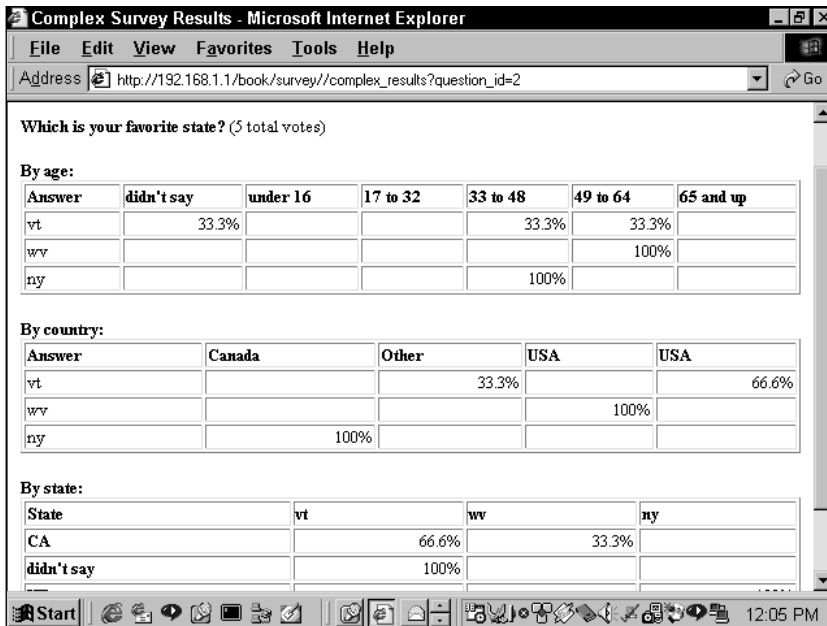 Complex Survey Results - Microsoft Internet Explorer
File Edit View Favorites Tools Help
Address http://192.168.1.1/book/survey//complex_results?question_id=2 Go
Which is your favorite state? (5 total votes)
By age:
Answer didn't say under 16 17 to 32 33 to 48 49 to 64 65 and up
vt 33.3% 33.3% 33.3%
wv 100%
ny 100%
By country:
Answer Canada Other USA USA
vt 33.3% 66.6%
wv 100%
ny 100%
By state:
State vt wv ny
CA 66.6% 33.3%
didn't say 100%
Start 12:05 PM